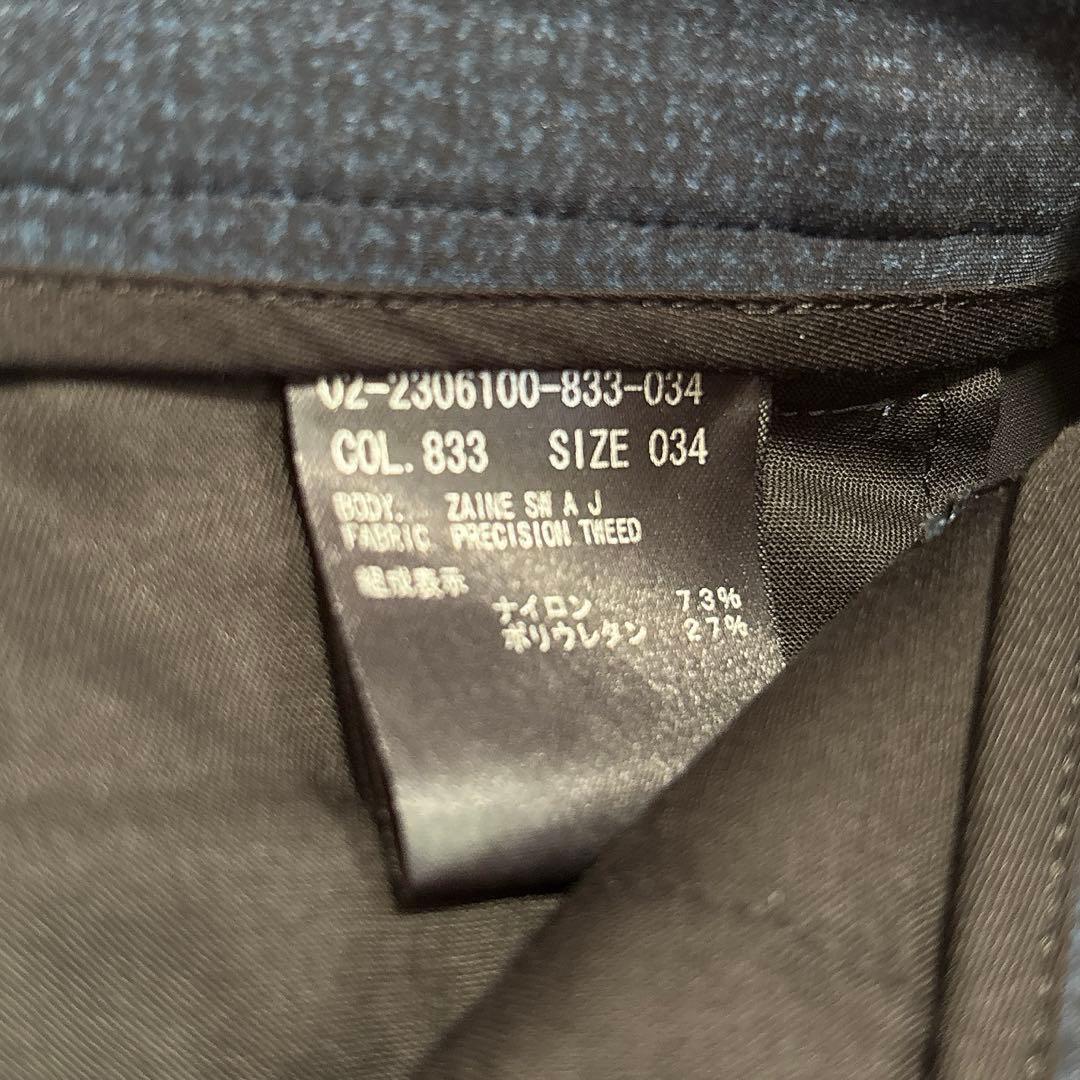 02-2306100-833-034
COL. 833 SIZE 034
BODY. ZAINE SW A J
FABRIC PRECISION TWEED
組成表示
ナイロン 73%
ポリウレタン 27%